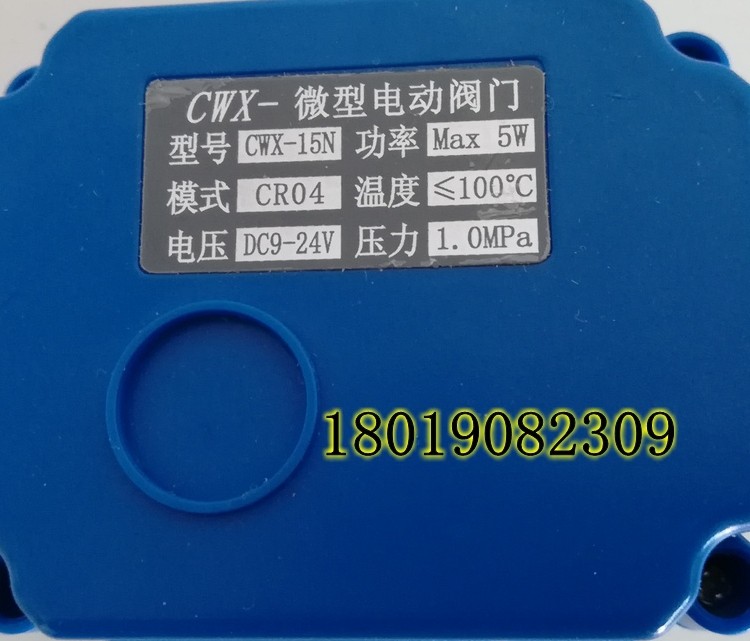 CWX- 微型电动阀门
型号 CWX-15N 功率 Max 5W
模式 CR04 温度 ≤100℃
电压 DC9-24V 压力 1.0MPa
18019082309